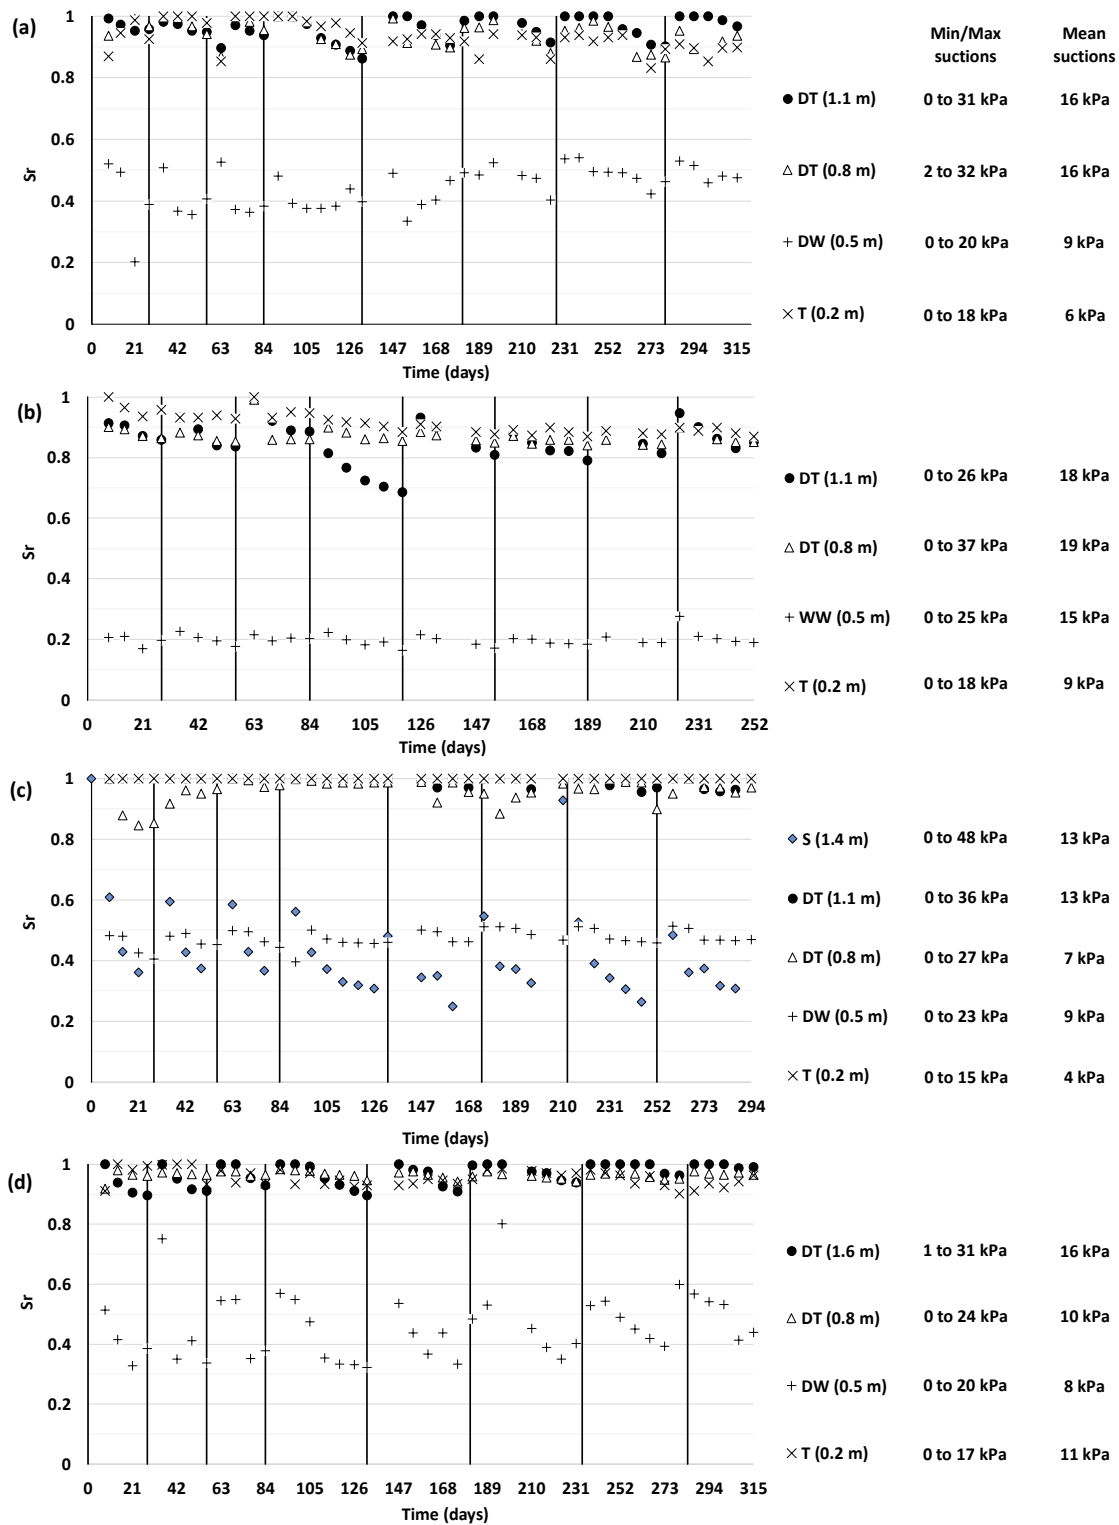 (a)
1
0.8
0.6
0.4
0.2
0
Sr
0 21 42 63 84 105 126 147 168 189 210 231 252 273 294 315
Time (days)
Min/Max suctions
Mean suctions
DT (1.1 m) 0 to 31 kPa 16 kPa
DT (0.8 m) 2 to 32 kPa 16 kPa
DW (0.5 m) 0 to 20 kPa 9 kPa
T (0.2 m) 0 to 18 kPa 6 kPa
(b)
1
0.8
0.6
0.4
0.2
0
Sr
0 21 42 63 84 105 126 147 168 189 210 231 252
Time (days)
DT (1.1 m) 0 to 26 kPa 18 kPa
DT (0.8 m) 0 to 37 kPa 19 kPa
WW (0.5 m) 0 to 25 kPa 15 kPa
T (0.2 m) 0 to 18 kPa 9 kPa
(c)
1
0.8
0.6
0.4
0.2
0
Sr
0 21 42 63 84 105 126 147 168 189 210 231 252 273 294
Time (days)
S (1.4 m) 0 to 48 kPa 13 kPa
DT (1.1 m) 0 to 36 kPa 13 kPa
DT (0.8 m) 0 to 27 kPa 7 kPa
DW (0.5 m) 0 to 23 kPa 9 kPa
T (0.2 m) 0 to 15 kPa 4 kPa
(d)
1
0.8
0.6
0.4
0.2
0
Sr
0 21 42 63 84 105 126 147 168 189 210 231 252 273 294 315
Time (days)
DT (1.6 m) 1 to 31 kPa 16 kPa
DT (0.8 m) 0 to 24 kPa 10 kPa
DW (0.5 m) 0 to 20 kPa 8 kPa
T (0.2 m) 0 to 17 kPa 11 kPa